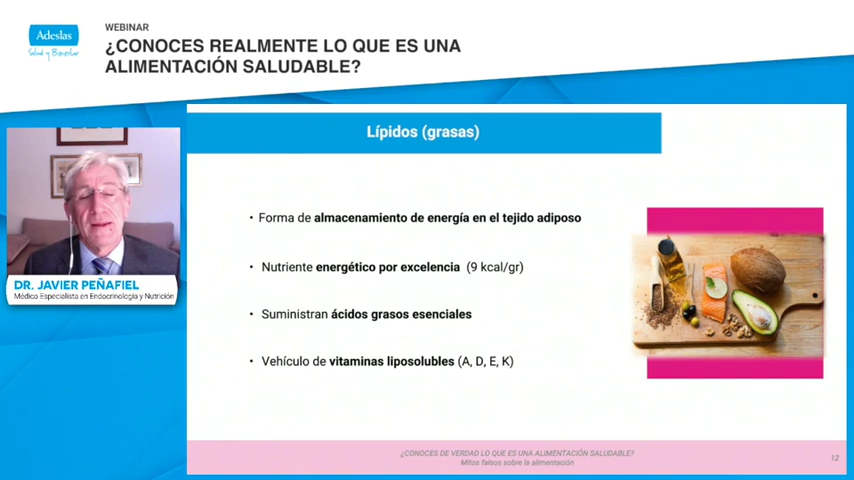 Adeslas
Salud y Bienestar
WEBINAR
¿CONOCES REALMENTE LO QUE ES UNA
ALIMENTACIÓN SALUDABLE?
Lípidos (grasas)
• Forma de almacenamiento de energía en el tejido adiposo
• Nutriente energético por excelencia (9 kcal/gr)
• Suministran ácidos grasos esenciales
• Vehículo de vitaminas liposolubles (A, D, E, K)
DR. JAVIER PEÑAFIEL
Médico Especialista en Endocrinología y Nutrición
¿CONOCES DE VERDAD LO QUE ES UNA ALIMENTACIÓN SALUDABLE?
Mitos falsos sobre la alimentación
12